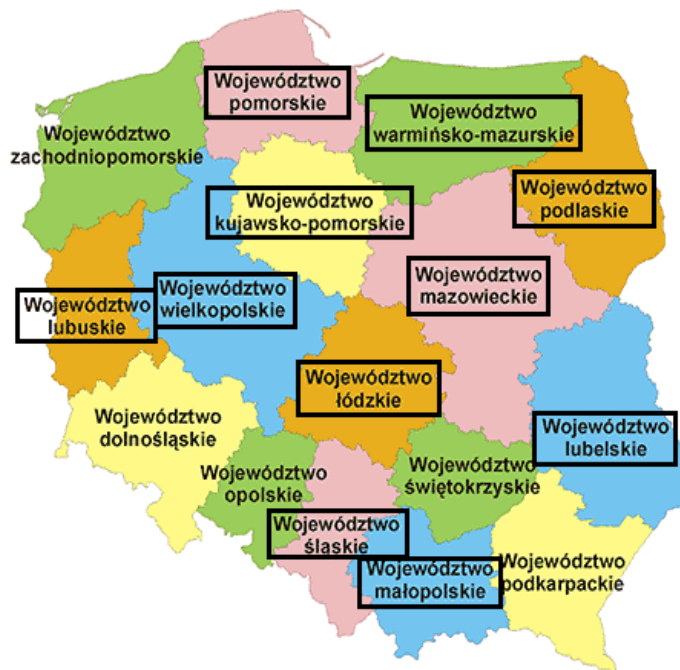 Województwo
pomorskie
Województwo
warmińsko-mazurskie
Województwo
zachodniopomorskie
Województwo
podlaskie
Województwo
kujawsko-pomorskie
Województwo
mazowieckie
Województwo
wielkopolskie
Województwo
lubuskie
Województwo
łódzkie
Województwo
dolnośląskie
Województwo
lubelskie
Województwo
opolskie
Województwo
świętokrzyskie
Województwo
śląskie
Województwo
małopolskie
Województwo
podkarpackie